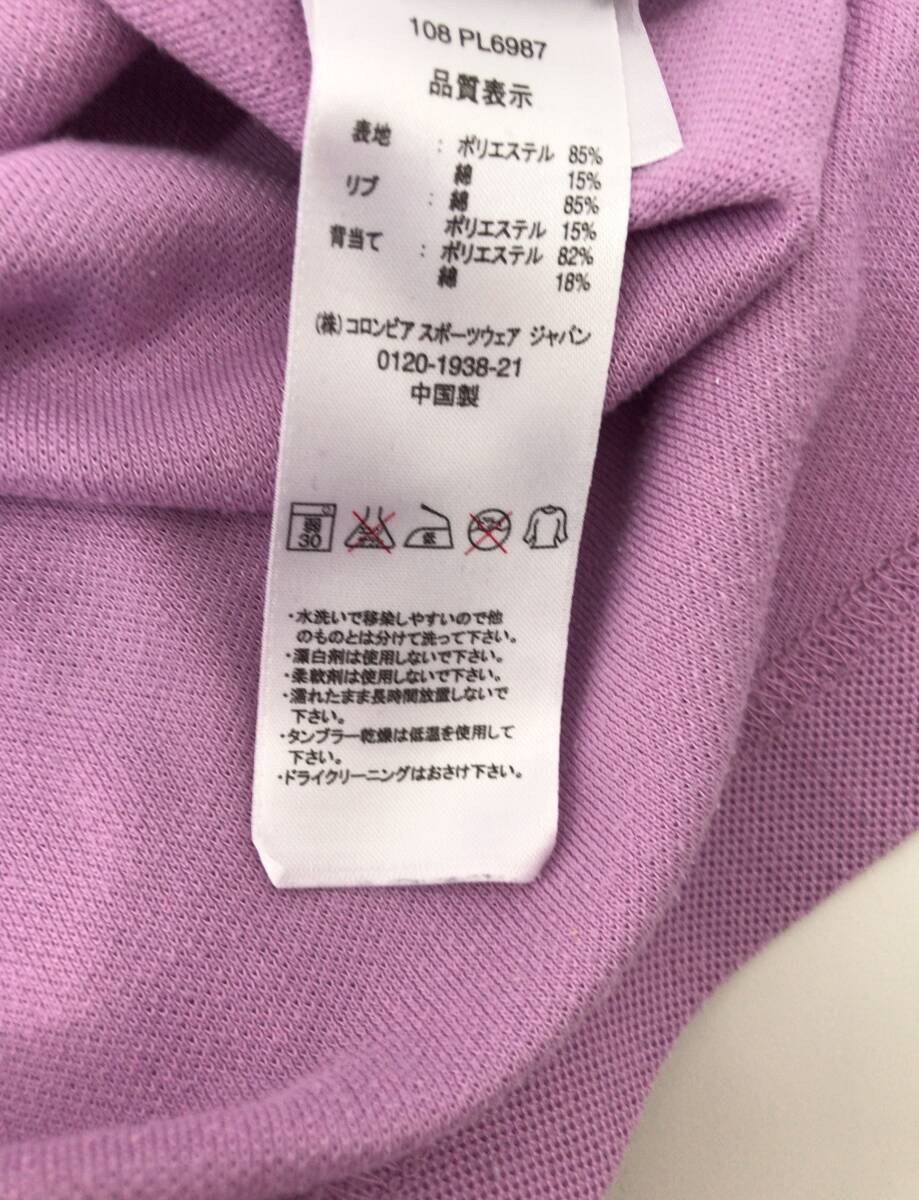 108 PL6987
品質表示
表地 : ポリエステル 85%
綿 15%
リブ : 綿 85%
ポリエステル 15%
背当て : ポリエステル 82%
綿 18%
(株) コロンビア スポーツウェア ジャパン
0120-1938-21
中国製
弱 30 低
・水洗いで移染しやすいので他
のものとは分けて洗って下さい。
・漂白剤は使用しないで下さい。
・柔軟剤は使用しないで下さい。
・濡れたまま長時間放置しないで
下さい。
・タンブラー乾燥は低温を使用して
下さい。
・ドライクリーニングはおさけ下さい。